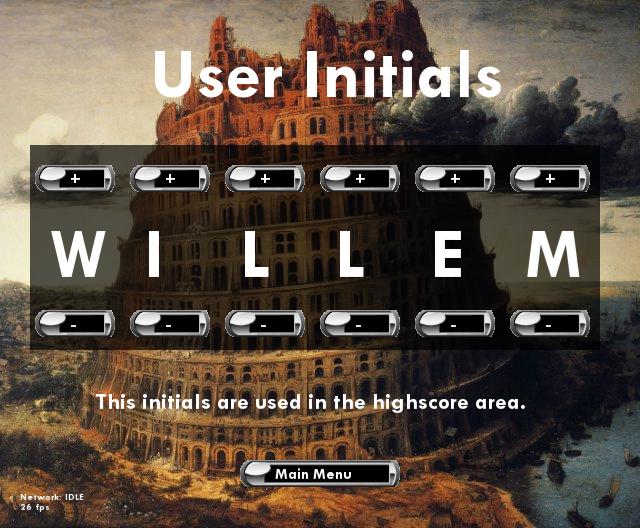 User Initials
+ + + + + +
W I L L E M
- - - - - -
This initials are used in the highscore area.
Main Menu
Network: IDLE
26 fps